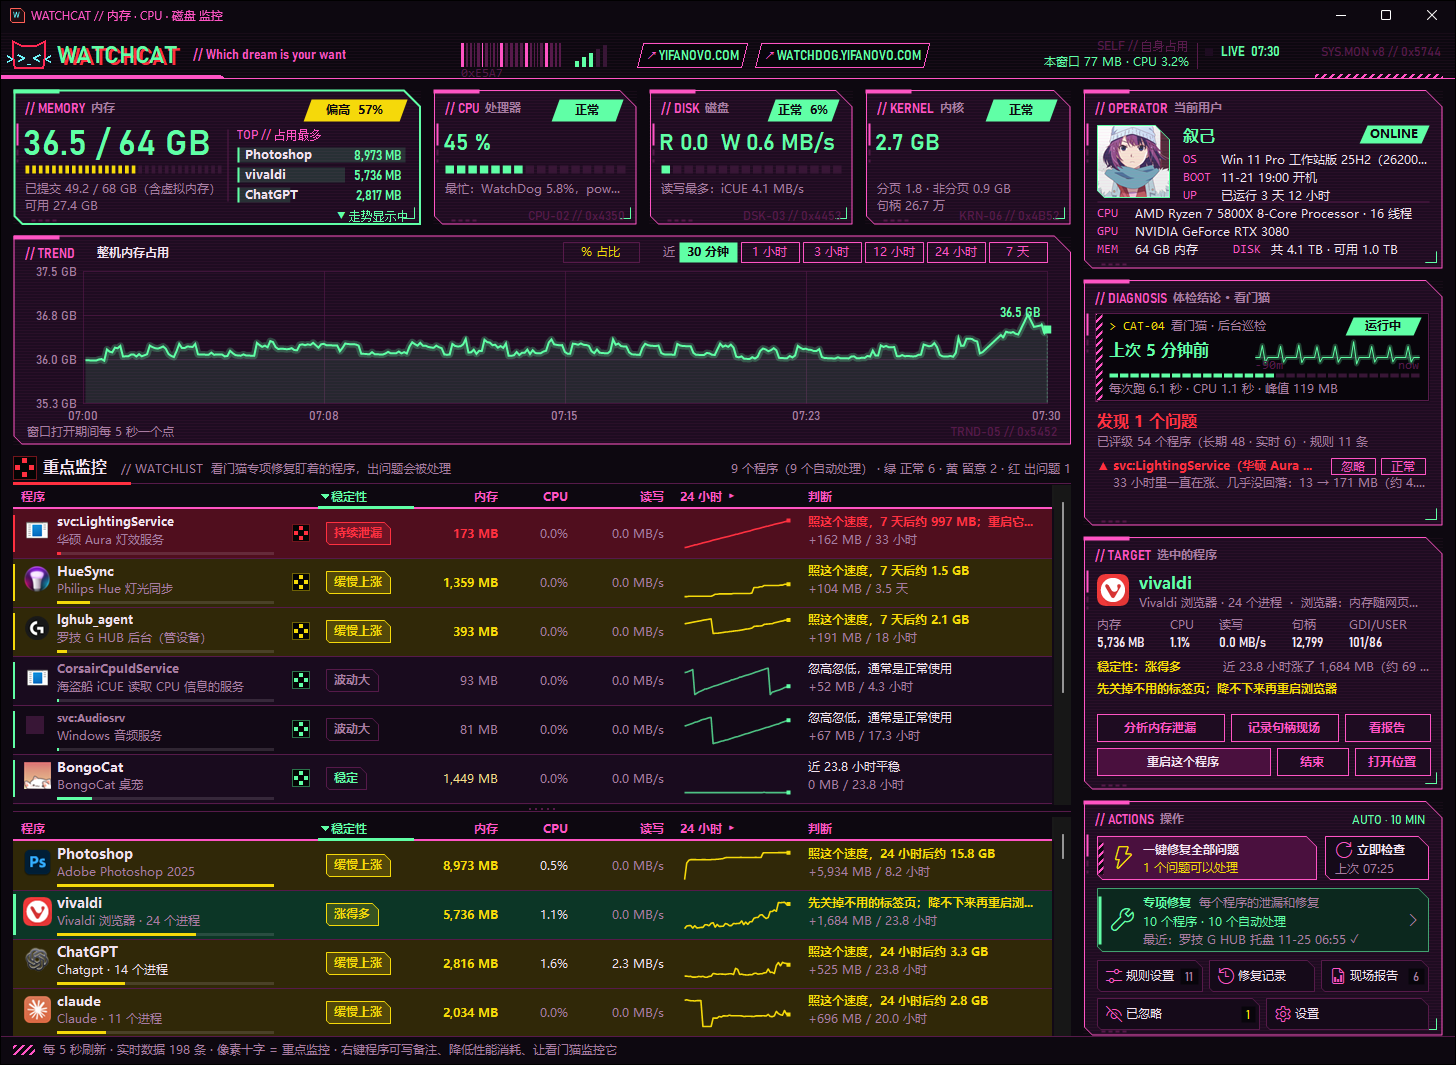 WATCHCAT // 内存 · CPU · 磁盘 监控
WATCHCAT // Which dream is your want
0xE5A7
↗ YIFANOVO.COM
↗ WATCHDOG.YIFANOVO.COM
SELF // 自身占用
本窗口 77 MB · CPU 3.2%
LIVE 07:30
SYS.MON v8 // 0x5744
// MEMORY 内存
偏高 57%
36.5 / 64 GB
已提交 49.2 / 68 GB（含虚拟内存）
可用 27.4 GB
TOP // 占用最多
Photoshop 8,973 MB
vivaldi 5,736 MB
ChatGPT 2,817 MB
▼走势显示中
// CPU 处理器
正常
45 %
最忙：WatchDog 5.8%，pow...
// DISK 磁盘
正常 6%
R 0.0 W 0.6 MB/s
读写最多：iCUE 4.1 MB/s
// KERNEL 内核
正常
2.7 GB
分页 1.8 · 非分页 0.9 GB
句柄 26.7 万
// OPERATOR 当前用户
叙己
ONLINE
OS Win 11 Pro 工作站版 25H2（26200...
BOOT 11-21 19:00 开机
UP 已运行 3 天 12 小时
CPU AMD Ryzen 7 5800X 8-Core Processor · 16 线程
GPU NVIDIA GeForce RTX 3080
MEM 64 GB 内存 DISK 共 4.1 TB · 可用 1.0 TB
// TREND 整机内存占用
% 占比
近 30 分钟 1 小时 3 小时 12 小时 24 小时 7 天
37.5 GB
36.8 GB
36.0 GB
35.3 GB
36.5 GB
07:00 07:08 07:15 07:23 07:30
窗口打开期间每 5 秒一个点
TRND-05 // 0x5452
// DIAGNOSIS 体检结论 • 看门猫
> CAT-04 看门猫 · 后台巡检
运行中
上次 5 分钟前
-90m now
每次跑 6.1 秒 · CPU 1.1 秒 · 峰值 119 MB
发现 1 个问题
已评级 54 个程序（长期 48 · 实时 6）· 规则 11 条
▲ svc:LightingService（华硕 Aura ...
忽略 正常
33 小时里一直在涨、几乎没回落：13 → 171 MB（约 4....
重点监控 // WATCHLIST 看门猫专项修复盯着的程序，出问题会被处理
9 个程序（9 个自动处理） · 绿 正常 6 · 黄 留意 2 · 红 出问题 1
程序 ▼稳定性 内存 CPU 读写 24 小时 ▸ 判断
svc:LightingService
华硕 Aura 灯效服务
持续泄漏 173 MB 0.0% 0.0 MB/s
照这个速度，7 天后约 997 MB；重启它...
+162 MB / 33 小时
HueSync
Philips Hue 灯光同步
缓慢上涨 1,359 MB 0.0% 0.0 MB/s
照这个速度，7 天后约 1.5 GB
+104 MB / 3.5 天
lghub_agent
罗技 G HUB 后台（管设备）
缓慢上涨 393 MB 0.0% 0.0 MB/s
照这个速度，7 天后约 2.1 GB
+191 MB / 18 小时
CorsairCpuIdService
海盗船 iCUE 读取 CPU 信息的服务
波动大 93 MB 0.0% 0.0 MB/s
忽高忽低，通常是正常使用
+52 MB / 4.3 小时
svc:Audiosrv
Windows 音频服务
波动大 81 MB 0.0% 0.0 MB/s
忽高忽低，通常是正常使用
+67 MB / 17.3 小时
BongoCat
BongoCat 桌宠
稳定 1,449 MB 0.0% 0.0 MB/s
近 23.8 小时平稳
0 MB / 23.8 小时
程序 ▼稳定性 内存 CPU 读写 24 小时 ▸ 判断
Ps Photoshop
Adobe Photoshop 2025
缓慢上涨 8,973 MB 0.5% 0.0 MB/s
照这个速度，24 小时后约 15.8 GB
+5,934 MB / 8.2 小时
vivaldi
Vivaldi 浏览器 · 24 个进程
涨得多 5,736 MB 1.1% 0.0 MB/s
先关掉不用的标签页；降不下来再重启浏...
+1,684 MB / 23.8 小时
ChatGPT
Chatgpt · 14 个进程
缓慢上涨 2,816 MB 1.6% 2.3 MB/s
照这个速度，24 小时后约 3.3 GB
+525 MB / 23.8 小时
claude
Claude · 11 个进程
缓慢上涨 2,034 MB 0.0% 0.0 MB/s
照这个速度，24 小时后约 2.8 GB
+696 MB / 20.0 小时
// TARGET 选中的程序
vivaldi
Vivaldi 浏览器 · 24 个进程 · 浏览器：内存随网页...
内存 CPU 读写 句柄 GDI/USER
5,736 MB 1.1% 0.0 MB/s 12,799 101/86
稳定性：涨得多 近 23.8 小时涨了 1,684 MB（约 69 ...
先关掉不用的标签页；降不下来再重启浏览器
分析内存泄漏 记录句柄现场 看报告
重启这个程序 结束 打开位置
// ACTIONS 操作
AUTO · 10 MIN
一键修复全部问题
1 个问题可以处理
立即检查
上次 07:25
专项修复 每个程序的泄漏和修复
10 个程序 · 10 个自动处理
最近：罗技 G HUB 托盘 11-25 06:55 ✓
规则设置 11 修复记录 现场报告 6
已忽略 1 设置
每 5 秒刷新 · 实时数据 198 条 · 像素十字 = 重点监控 · 右键程序可写备注、降低性能消耗、让看门猫监控它